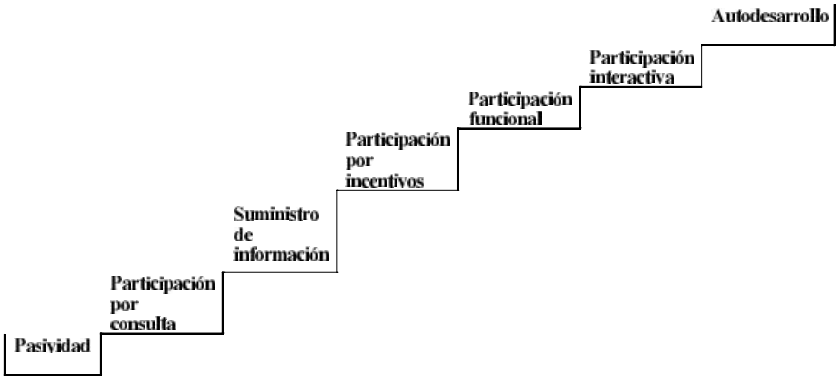 Autodesarrollo
Participación
interactiva
Participación
funcional
Participación
por
incentivos
Suministro
de
información
Participación
por
consulta
Pasividad